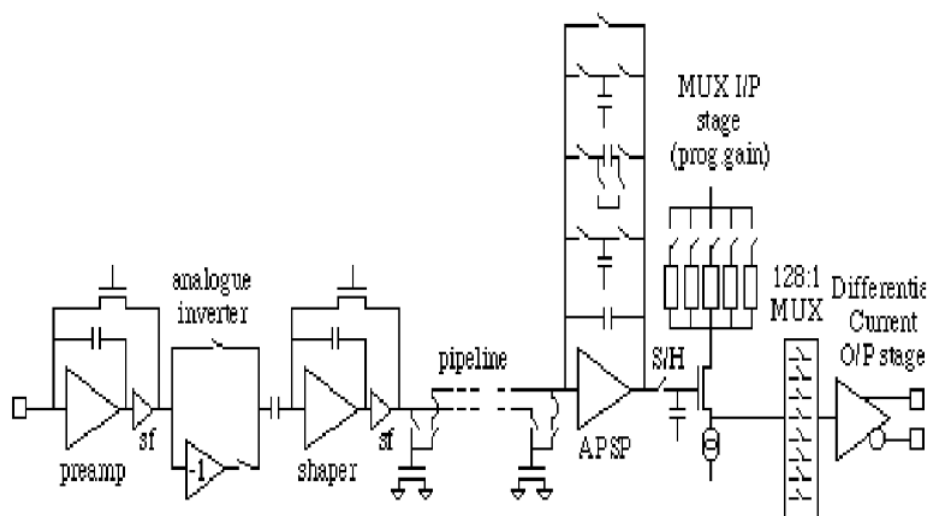 MUX I/P
stage
(prog.gain)
analogue
inverter
128:1
MUX
Differentia
Current
O/P stage
pipeline
S/H
sf
-1
sf
preamp
shaper
APSP